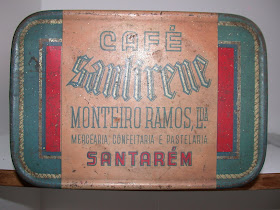 CAFÉ
Santirene
MONTEIRO RAMOS, LDA
MERCEARIA, CONFEITARIA E PASTELARIA
SANTARÉM